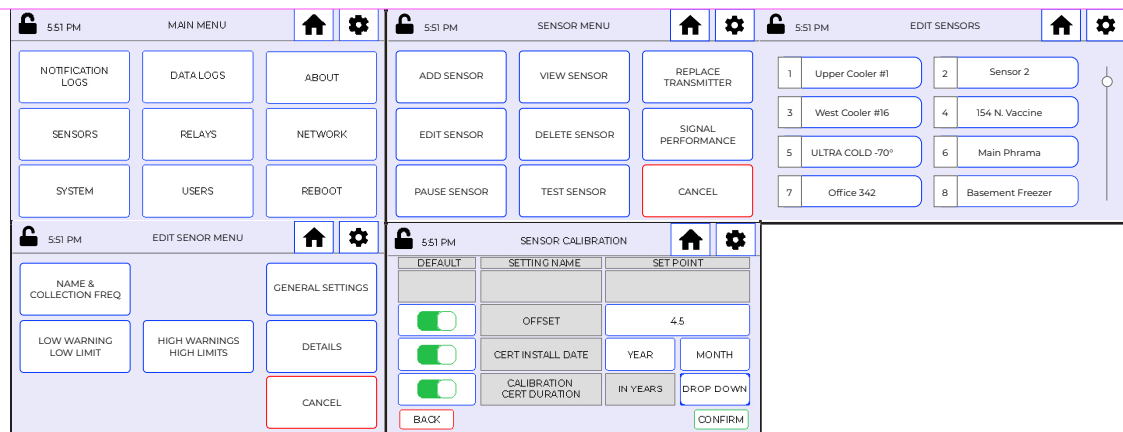 5:51 PM
MAIN MENU
NOTIFICATION
LOGS
DATA LOGS
ABOUT
SENSORS
RELAYS
NETWORK
SYSTEM
USERS
REBOOT
5:51 PM
SENSOR MENU
ADD SENSOR
VIEW SENSOR
REPLACE
TRANSMITTER
EDIT SENSOR
DELETE SENSOR
SIGNAL
PERFORMANCE
PAUSE SENSOR
TEST SENSOR
CANCEL
5:51 PM
EDIT SENSORS
1 Upper Cooler #1
2 Sensor 2
3 West Cooler #16
4 154 N. Vaccine
5 ULTRA COLD -70°
6 Main Phrama
7 Office 342
8 Basement Freezer
5:51 PM
EDIT SENOR MENU
NAME &
COLLECTION FREQ
GENERAL SETTINGS
LOW WARNING
LOW LIMIT
HIGH WARNINGS
HIGH LIMITS
DETAILS
CANCEL
5:51 PM
SENSOR CALIBRATION
DEFAULT
SETTING NAME
SET POINT
OFFSET
4.5
CERT INSTALL DATE
YEAR
MONTH
CALIBRATION
CERT DURATION
IN YEARS
DROP DOWN
BACK
CONFIRM